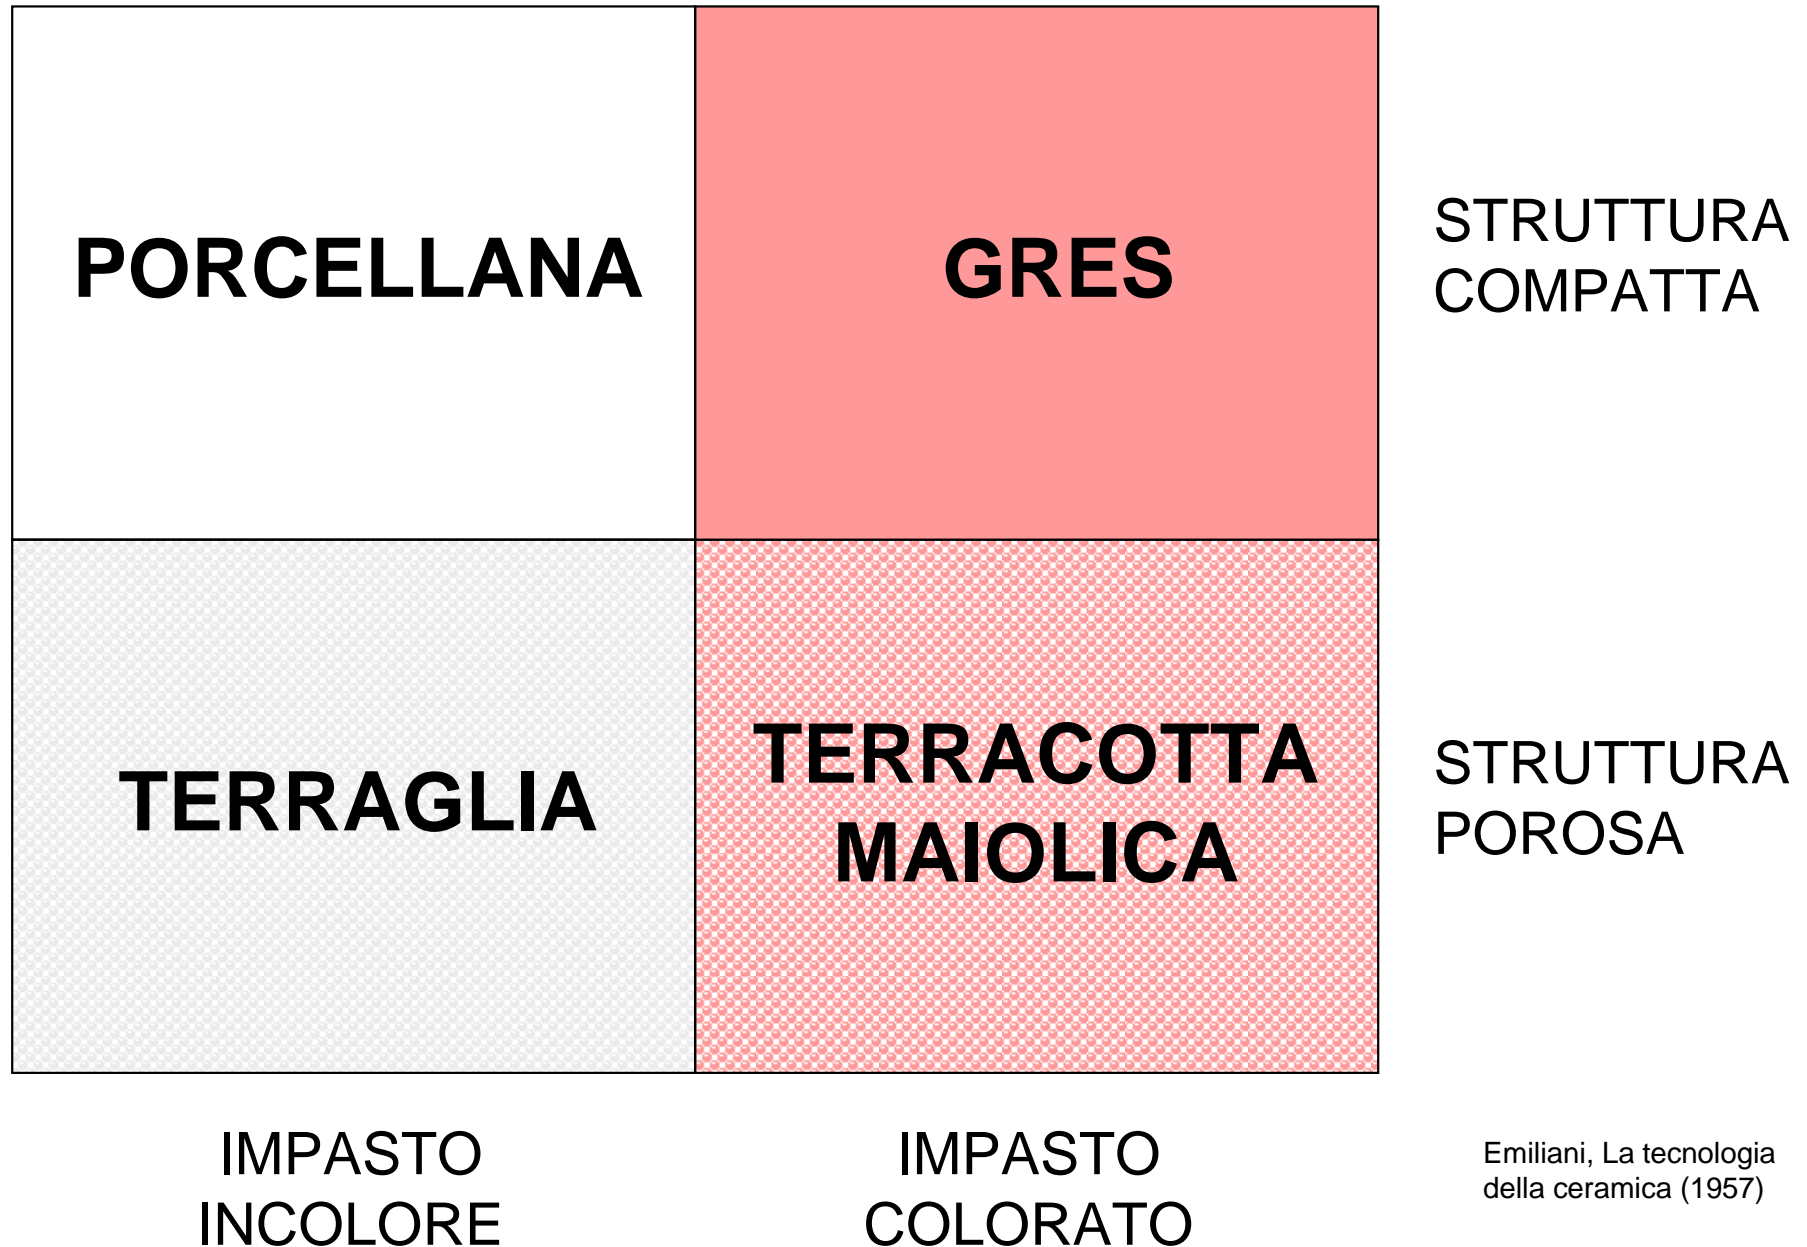 PORCELLANA
GRES
STRUTTURA
COMPATTA
TERRAGLIA
TERRACOTTA
MAIOLICA
STRUTTURA
POROSA
IMPASTO
INCOLORE
IMPASTO
COLORATO
Emiliani, La tecnologia
della ceramica (1957)